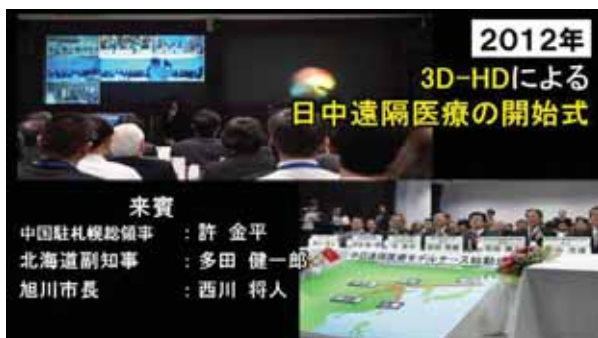 2012年
3D-HDによる
日中遠隔医療の開始式
来賓
中国駐札幌総領事　：許 金平
北海道副知事　：多田 健一郎
旭川市長　：西川 将人